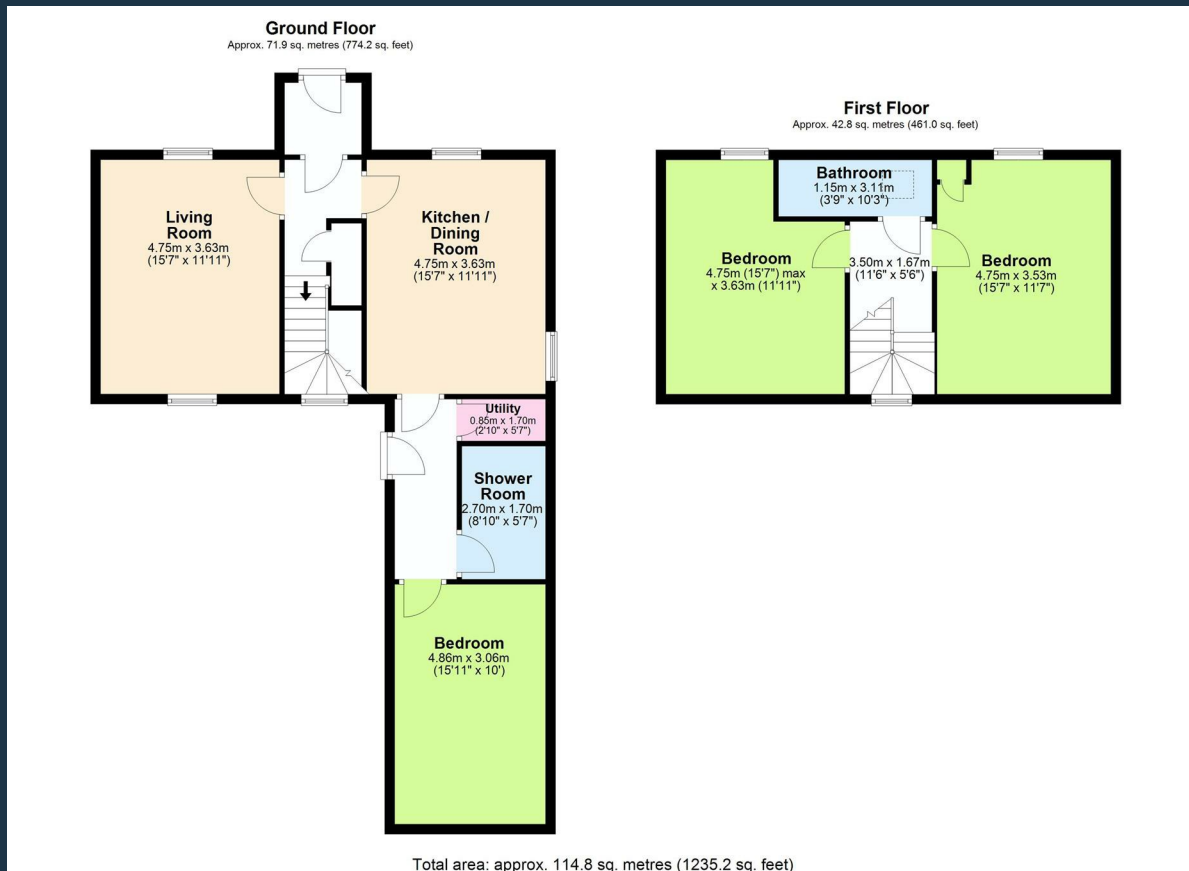 Ground Floor
Approx. 71.9 sq. metres (774.2 sq. feet)
Living
Room
4.75m x 3.63m
(15'7" x 11'11")
Kitchen /
Dining
Room
4.75m x 3.63m
(15'7" x 11'11")
Utility
0.85m x 1.70m
(2'10" x 5'7")
Shower
Room
2.70m x 1.70m
(8'10" x 5'7")
Bedroom
4.86m x 3.06m
(15'11" x 10')
First Floor
Approx. 42.8 sq. metres (461.0 sq. feet)
Bathroom
1.15m x 3.11m
(3'9" x 10'3")
Bedroom
4.75m (15'7") max
x 3.63m (11'11")
3.50m x 1.67m
(11'6" x 5'6")
Bedroom
4.75m x 3.53m
(15'7" x 11'7")
Total area: approx. 114.8 sq. metres (1235.2 sq. feet)